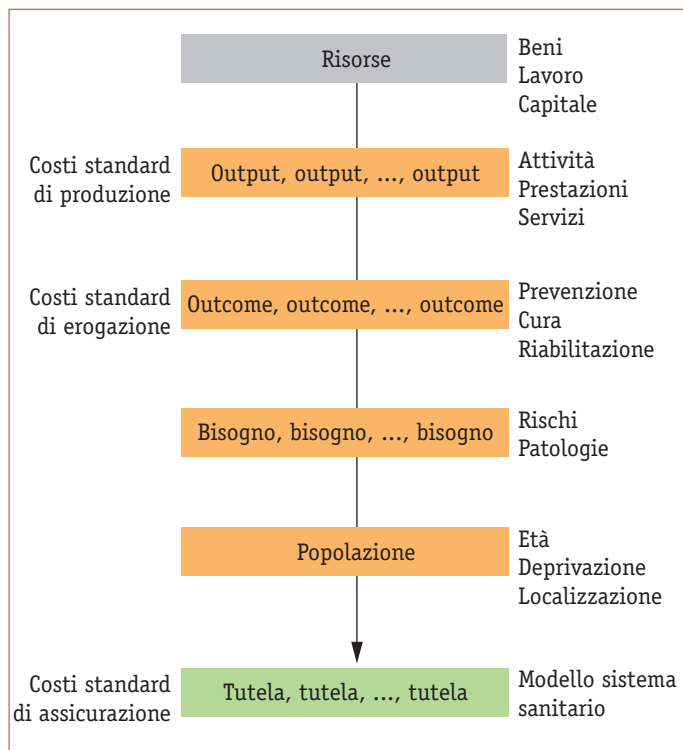 Risorse
Beni
Lavoro
Capitale
Costi standard
di produzione
Output, output, ..., output
Attività
Prestazioni
Servizi
Costi standard
di erogazione
Outcome, outcome, ..., outcome
Prevenzione
Cura
Riabilitazione
Bisogno, bisogno, ..., bisogno
Rischi
Patologie
Popolazione
Età
Deprivazione
Localizzazione
Costi standard
di assicurazione
Tutela, tutela, ..., tutela
Modello sistema
sanitario